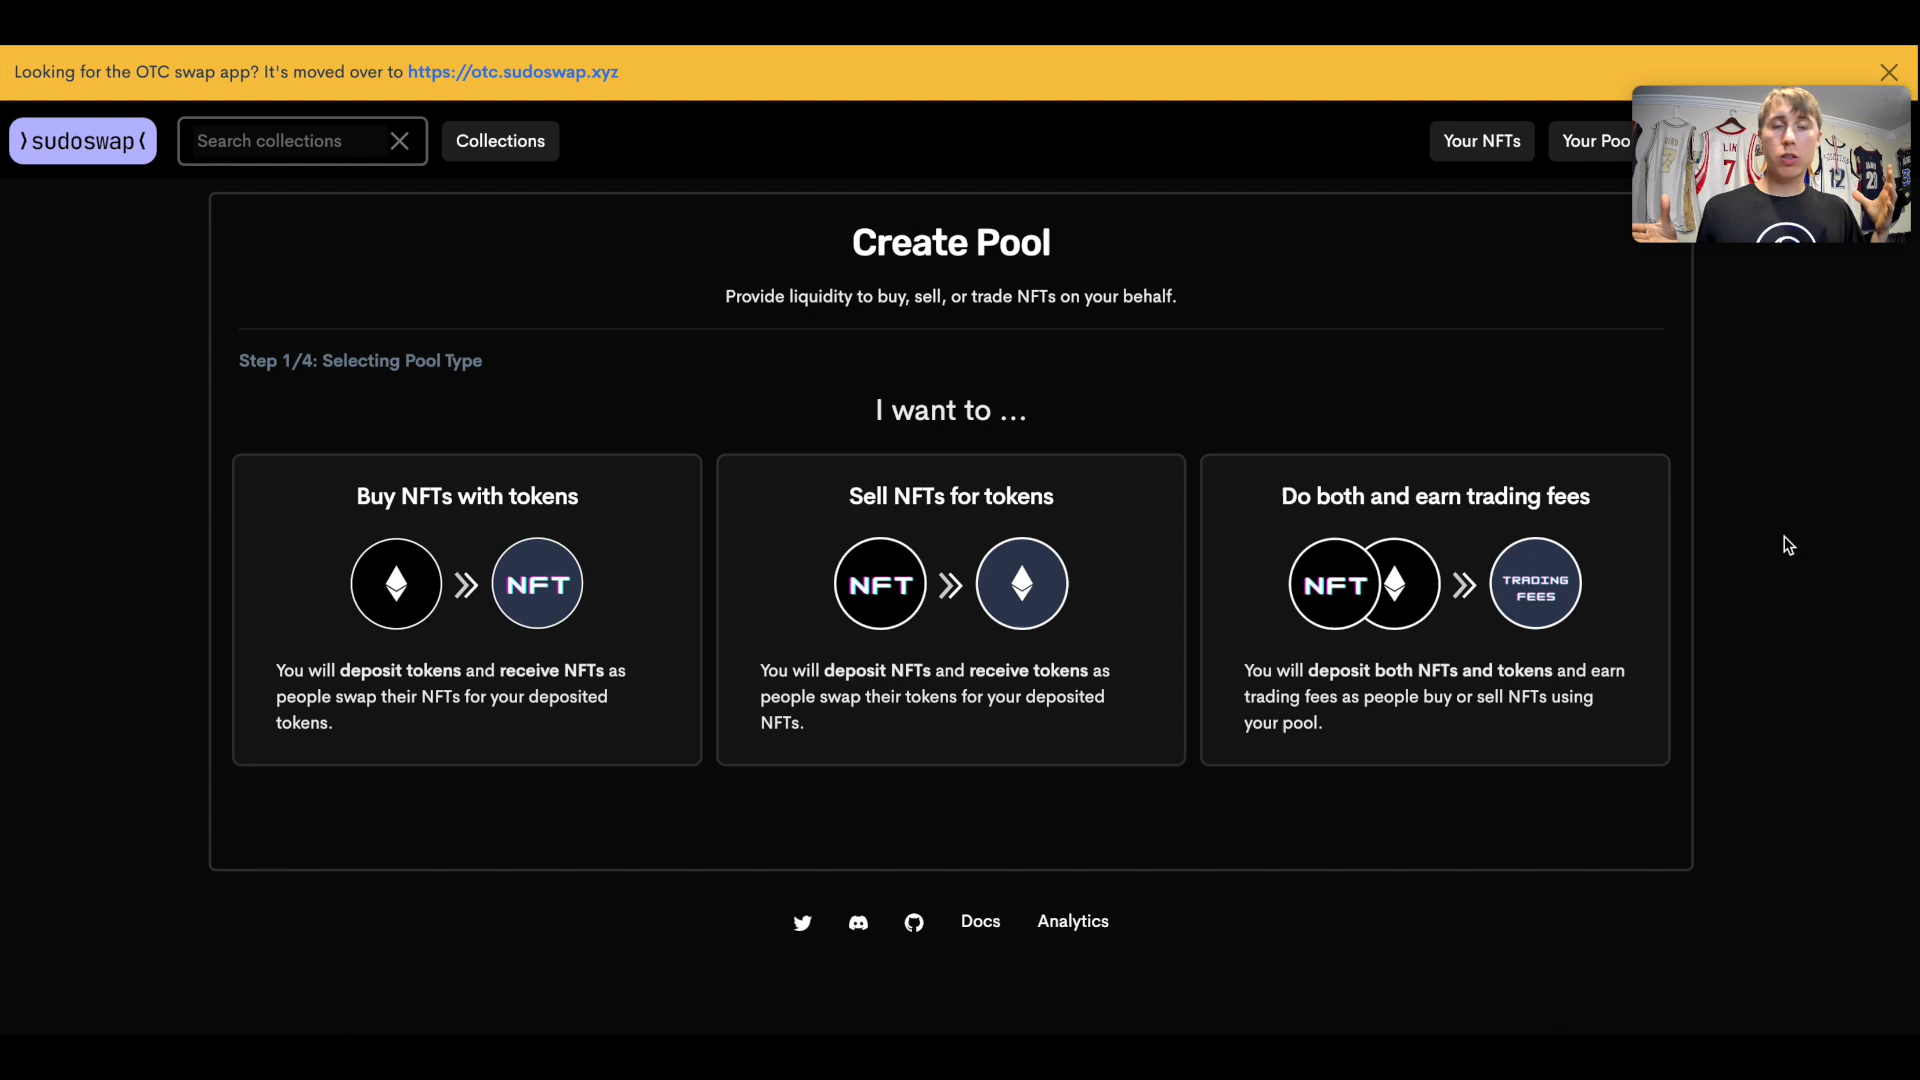 Looking for the OTC swap app? It's moved over to https://otc.sudoswap.xyz
)sudoswap(
Search collections
Collections
Your NFTs
Your Poo
LIN
7
7
12
23
Create Pool
Provide liquidity to buy, sell, or trade NFTs on your behalf.
Step 1/4: Selecting Pool Type
I want to ...
Buy NFTs with tokens
NFT
You will deposit tokens and receive NFTs as
people swap their NFTs for your deposited
tokens.
Sell NFTs for tokens
NFT
You will deposit NFTs and receive tokens as
people swap their tokens for your deposited
NFTs.
Do both and earn trading fees
NFT
TRADING
FEES
You will deposit both NFTs and tokens and earn
trading fees as people buy or sell NFTs using
your pool.
Docs
Analytics